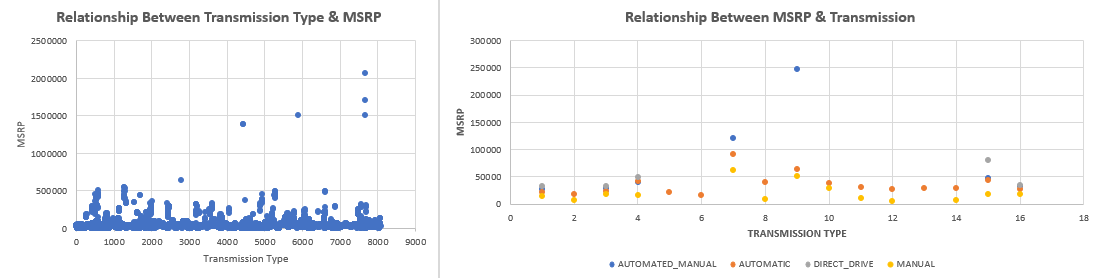 Relationship Between Transmission Type & MSRP
2500000
2000000
1500000
1000000
500000
0
MSRP
0 1000 2000 3000 4000 5000 6000 7000 8000 9000
Transmission Type
Relationship Between MSRP & Transmission
300000
250000
200000
150000
100000
50000
0
MSRP
0 2 4 6 8 10 12 14 16 18
TRANSMISSION TYPE
AUTOMATED_MANUAL AUTOMATIC DIRECT_DRIVE MANUAL